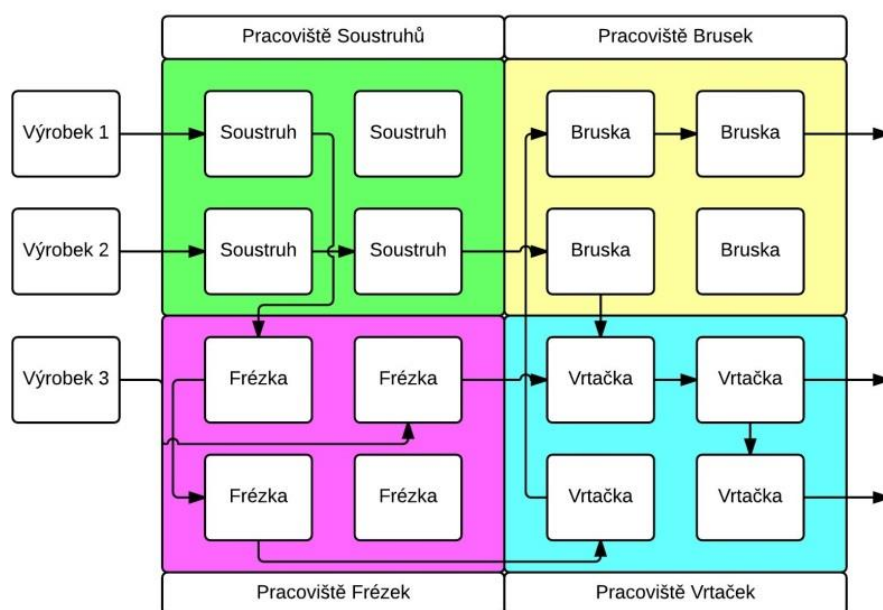 Pracoviště Soustruhů
Pracoviště Brusek
Výrobek 1
Soustruh
Soustruh
Bruska
Bruska
Výrobek 2
Soustruh
Soustruh
Bruska
Bruska
Výrobek 3
Frézka
Frézka
Vrtačka
Vrtačka
Frézka
Frézka
Vrtačka
Vrtačka
Pracoviště Frézek
Pracoviště Vrtaček